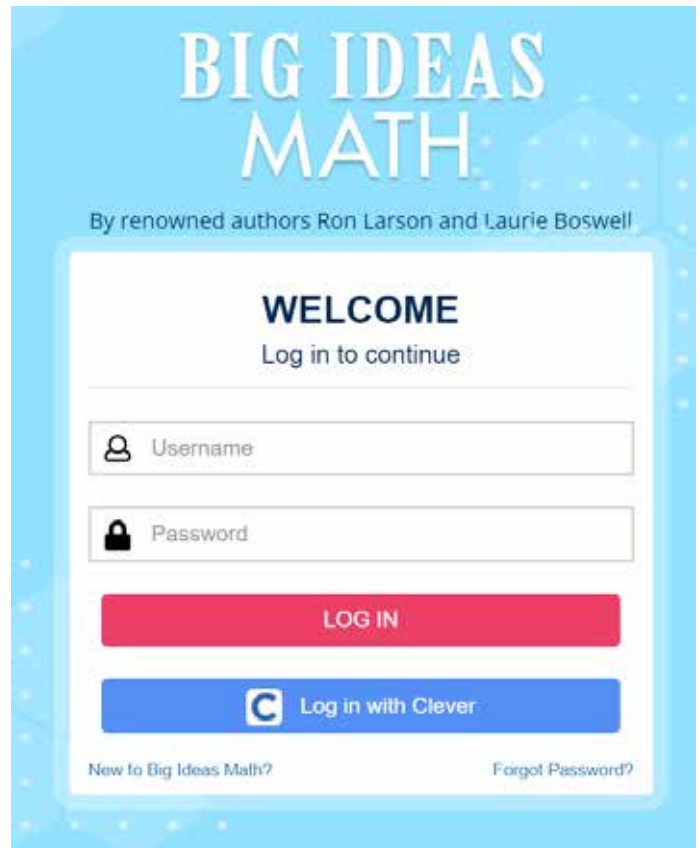 BIG IDEAS
MATH
By renowned authors Ron Larson and Laurie Boswell
WELCOME
Log in to continue
Username
Password
LOG IN
C Log in with Clever
New to Big Ideas Math? Forgot Password?